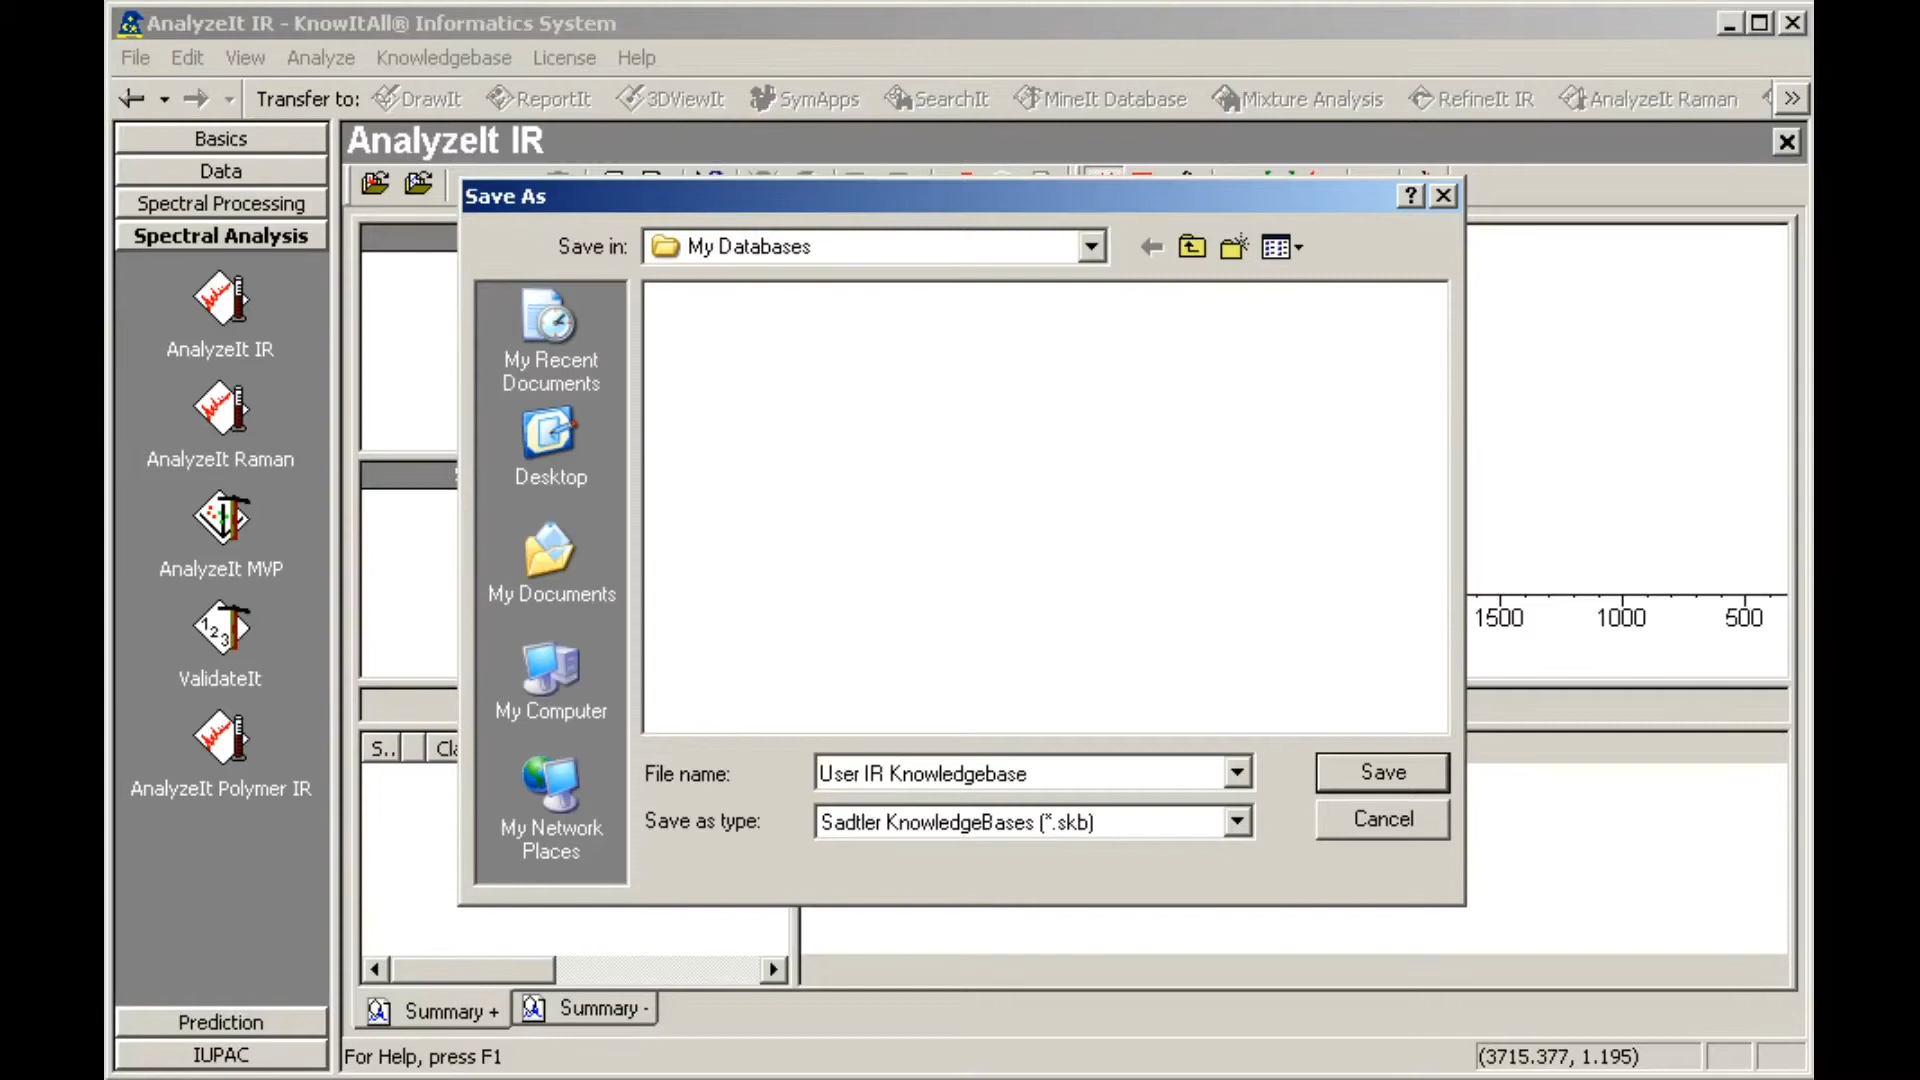 AnalyzeIt IR - KnowItAll® Informatics System
File Edit View Analyze Knowledgebase License Help
Transfer to: DrawIt ReportIt 3DViewIt SymApps SearchIt MineIt Database Mixture Analysis RefineIt IR AnalyzeIt Raman
Basics
Data
Spectral Processing
Spectral Analysis
AnalyzeIt IR
AnalyzeIt Raman
AnalyzeIt MVP
ValidateIt
AnalyzeIt Polymer IR
Prediction
IUPAC
AnalyzeIt IR
Save As
Save in: My Databases
My Recent
Documents
Desktop
My Documents
My Computer
My Network
Places
File name: User IR Knowledgebase
Save as type: Sadtler KnowledgeBases (*.skb)
Save
Cancel
1500 1000 500
S..
Summary + Summary -
For Help, press F1
(3715.377, 1.195)